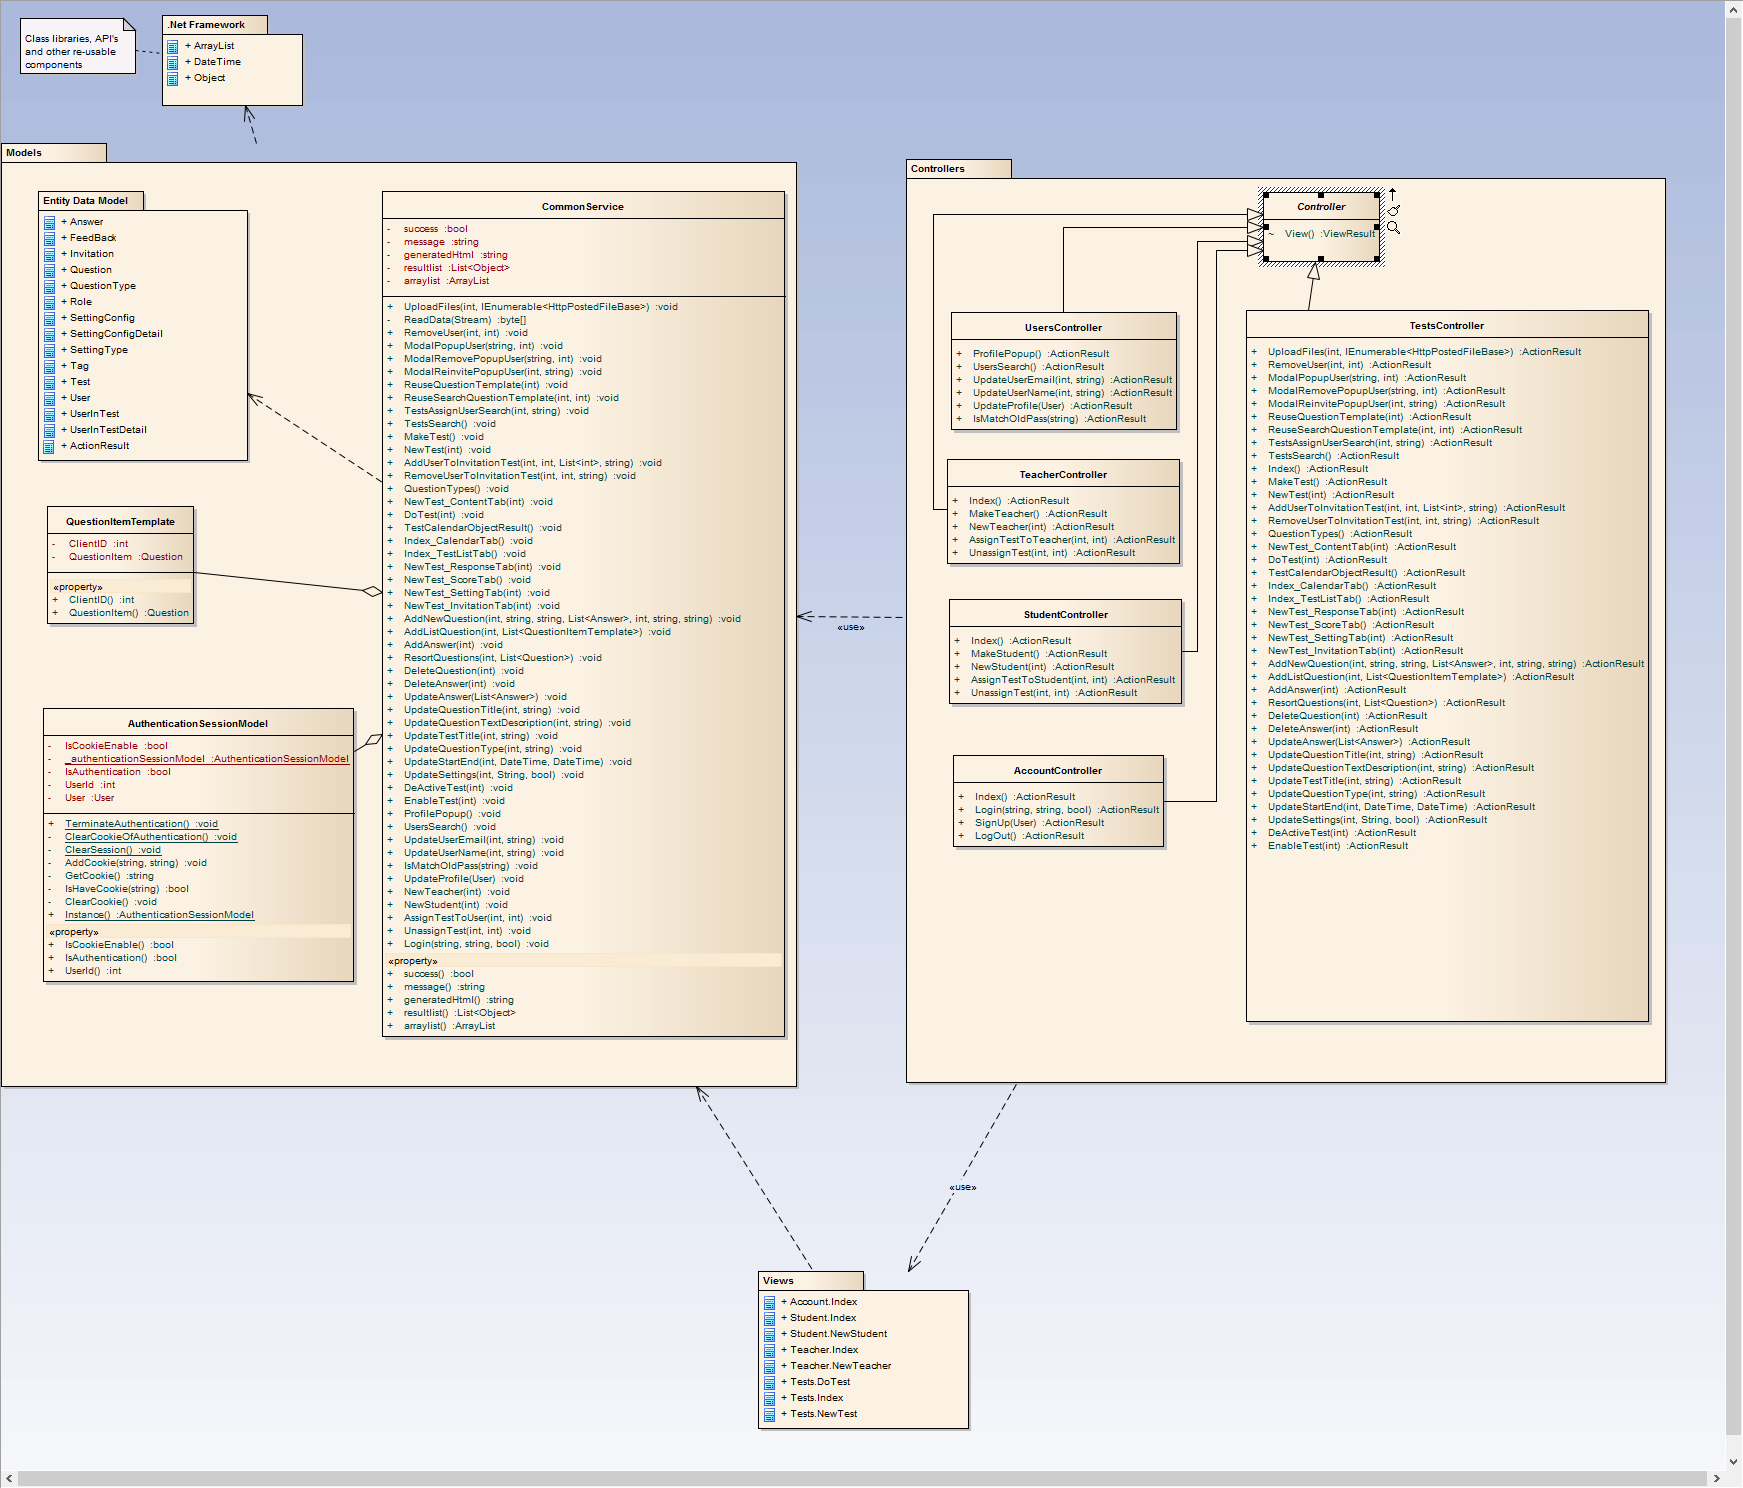 Class libraries, API's
and other re-usable
components
.Net Framework
+ ArrayList
+ DateTime
+ Object
Models
Entity Data Model
+ Answer
+ FeedBack
+ Invitation
+ Question
+ QuestionType
+ Role
+ SettingConfig
+ SettingConfigDetail
+ SettingType
+ Tag
+ Test
+ User
+ UserInTest
+ UserInTestDetail
+ ActionResult
QuestionItemTemplate
- ClientID :int
- QuestionItem :Question
«property»
+ ClientID() :int
+ QuestionItem() :Question
AuthenticationSessionModel
- IsCookieEnable :bool
- _authenticationSessionModel :AuthenticationSessionModel
- IsAuthentication :bool
- UserId :int
- User :User
+ TerminateAuthentication() :void
- ClearCookieOfAuthentication() :void
- ClearSession() :void
- AddCookie(string, string) :void
- GetCookie() :string
- IsHaveCookie(string) :bool
- ClearCookie() :void
+ Instance() :AuthenticationSessionModel
«property»
+ IsCookieEnable() :bool
+ IsAuthentication() :bool
+ UserId() :int
CommonService
- success :bool
- message :string
- generatedHtml :string
- resultlist :List<Object>
- arraylist :ArrayList
+ UploadFiles(int, IEnumerable<HttpPostedFileBase>) :void
- ReadData(Stream) :byte[]
+ RemoveUser(int, int) :void
+ ModalPopupUser(string, int) :void
+ ModalRemovePopupUser(string, int) :void
+ ModalReinvitePopupUser(int, string) :void
+ ReuseQuestionTemplate(int) :void
+ ReuseSearchQuestionTemplate(int, int) :void
+ TestsAssignUserSearch(int, string) :void
+ TestsSearch() :void
+ MakeTest() :void
+ NewTest(int) :void
+ AddUserToInvitationTest(int, int, List<int>, string) :void
+ RemoveUserToInvitationTest(int, int, string) :void
+ QuestionTypes() :void
+ NewTest_ContentTab(int) :void
+ DoTest(int) :void
+ TestCalendarObjectResult() :void
+ Index_CalendarTab() :void
+ Index_TestListTab() :void
+ NewTest_ResponseTab(int) :void
+ NewTest_ScoreTab() :void
+ NewTest_SettingTab(int) :void
+ NewTest_InvitationTab(int) :void
+ AddNewQuestion(int, string, string, List<Answer>, int, string, string) :void
+ AddListQuestion(int, List<QuestionItemTemplate>) :void
+ AddAnswer(int) :void
+ ResortQuestions(int, List<Question>) :void
+ DeleteQuestion(int) :void
+ DeleteAnswer(int) :void
+ UpdateAnswer(List<Answer>) :void
+ UpdateQuestionTitle(int, string) :void
+ UpdateQuestionTextDescription(int, string) :void
+ UpdateTestTitle(int, string) :void
+ UpdateQuestionType(int, string) :void
+ UpdateStartEnd(int, DateTime, DateTime) :void
+ UpdateSettings(int, String, bool) :void
+ DeActiveTest(int) :void
+ EnableTest(int) :void
+ ProfilePopup() :void
+ UsersSearch() :void
+ UpdateUserEmail(int, string) :void
+ UpdateUserName(int, string) :void
+ IsMatchOldPass(string) :void
+ UpdateProfile(User) :void
+ NewTeacher(int) :void
+ NewStudent(int) :void
+ AssignTestToUser(int, int) :void
+ UnassignTest(int, int) :void
+ Login(string, string, bool) :void
«property»
+ success() :bool
+ message() :string
+ generatedHtml() :string
+ resultlist() :List<Object>
+ arraylist() :ArrayList
«use»
Controllers
Controller
~ View() :ViewResult
UsersController
+ ProfilePopup() :ActionResult
+ UsersSearch() :ActionResult
+ UpdateUserEmail(int, string) :ActionResult
+ UpdateUserName(int, string) :ActionResult
+ UpdateProfile(User) :ActionResult
+ IsMatchOldPass(string) :ActionResult
TeacherController
+ Index() :ActionResult
+ MakeTeacher() :ActionResult
+ NewTeacher(int) :ActionResult
+ AssignTestToTeacher(int, int) :ActionResult
+ UnassignTest(int, int) :ActionResult
StudentController
+ Index() :ActionResult
+ MakeStudent() :ActionResult
+ NewStudent(int) :ActionResult
+ AssignTestToStudent(int, int) :ActionResult
+ UnassignTest(int, int) :ActionResult
AccountController
+ Index() :ActionResult
+ Login(string, string, bool) :ActionResult
+ SignUp(User) :ActionResult
+ LogOut() :ActionResult
TestsController
+ UploadFiles(int, IEnumerable<HttpPostedFileBase>) :ActionResult
+ RemoveUser(int, int) :ActionResult
+ ModalPopupUser(string, int) :ActionResult
+ ModalRemovePopupUser(string, int) :ActionResult
+ ModalReinvitePopupUser(int, string) :ActionResult
+ ReuseQuestionTemplate(int) :ActionResult
+ ReuseSearchQuestionTemplate(int, int) :ActionResult
+ TestsAssignUserSearch(int, string) :ActionResult
+ TestsSearch() :ActionResult
+ Index() :ActionResult
+ MakeTest() :ActionResult
+ NewTest(int) :ActionResult
+ AddUserToInvitationTest(int, int, List<int>, string) :ActionResult
+ RemoveUserToInvitationTest(int, int, string) :ActionResult
+ QuestionTypes() :ActionResult
+ NewTest_ContentTab(int) :ActionResult
+ DoTest(int) :ActionResult
+ TestCalendarObjectResult() :ActionResult
+ Index_CalendarTab() :ActionResult
+ Index_TestListTab() :ActionResult
+ NewTest_ResponseTab(int) :ActionResult
+ NewTest_ScoreTab() :ActionResult
+ NewTest_SettingTab(int) :ActionResult
+ NewTest_InvitationTab(int) :ActionResult
+ AddNewQuestion(int, string, string, List<Answer>, int, string, string) :ActionResult
+ AddListQuestion(int, List<QuestionItemTemplate>) :ActionResult
+ AddAnswer(int) :ActionResult
+ ResortQuestions(int, List<Question>) :ActionResult
+ DeleteQuestion(int) :ActionResult
+ DeleteAnswer(int) :ActionResult
+ UpdateAnswer(List<Answer>) :ActionResult
+ UpdateQuestionTitle(int, string) :ActionResult
+ UpdateQuestionTextDescription(int, string) :ActionResult
+ UpdateTestTitle(int, string) :ActionResult
+ UpdateQuestionType(int, string) :ActionResult
+ UpdateStartEnd(int, DateTime, DateTime) :ActionResult
+ UpdateSettings(int, String, bool) :ActionResult
+ DeActiveTest(int) :ActionResult
+ EnableTest(int) :ActionResult
«use»
Views
+ Account.Index
+ Student.Index
+ Student.NewStudent
+ Teacher.Index
+ Teacher.NewTeacher
+ Tests.DoTest
+ Tests.Index
+ Tests.NewTest